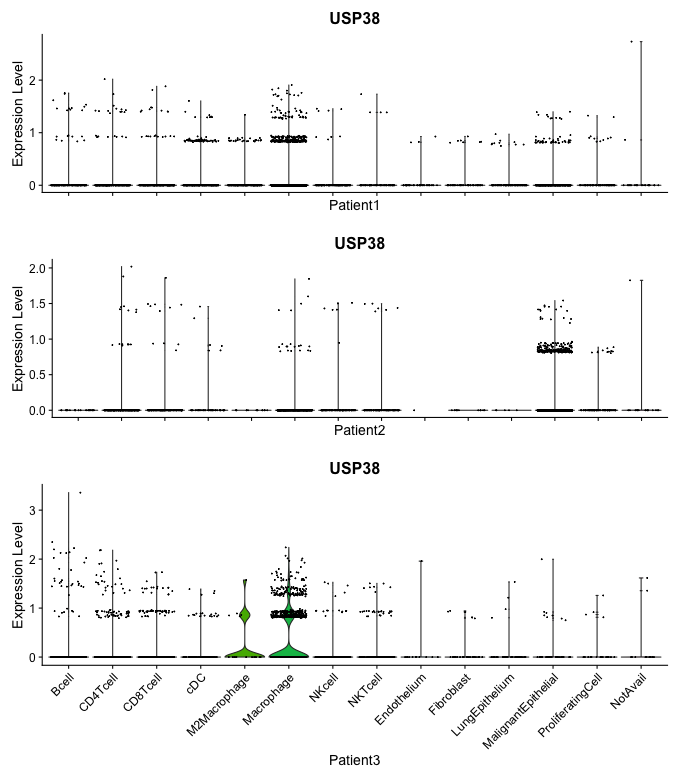 USP38
Expression Level
2
1
0
Patient1
USP38
Expression Level
2.0
1.5
1.0
0.5
0.0
Patient2
USP38
Expression Level
3
2
1
0
Bcell
CD4Tcell
CD8Tcell
cDC
M2Macrophage
Macrophage
NKcell
NKTcell
Endothelium
Fibroblast
LungEpithelium
MalignantEpithelial
ProliferatingCell
NotAvail
Patient3